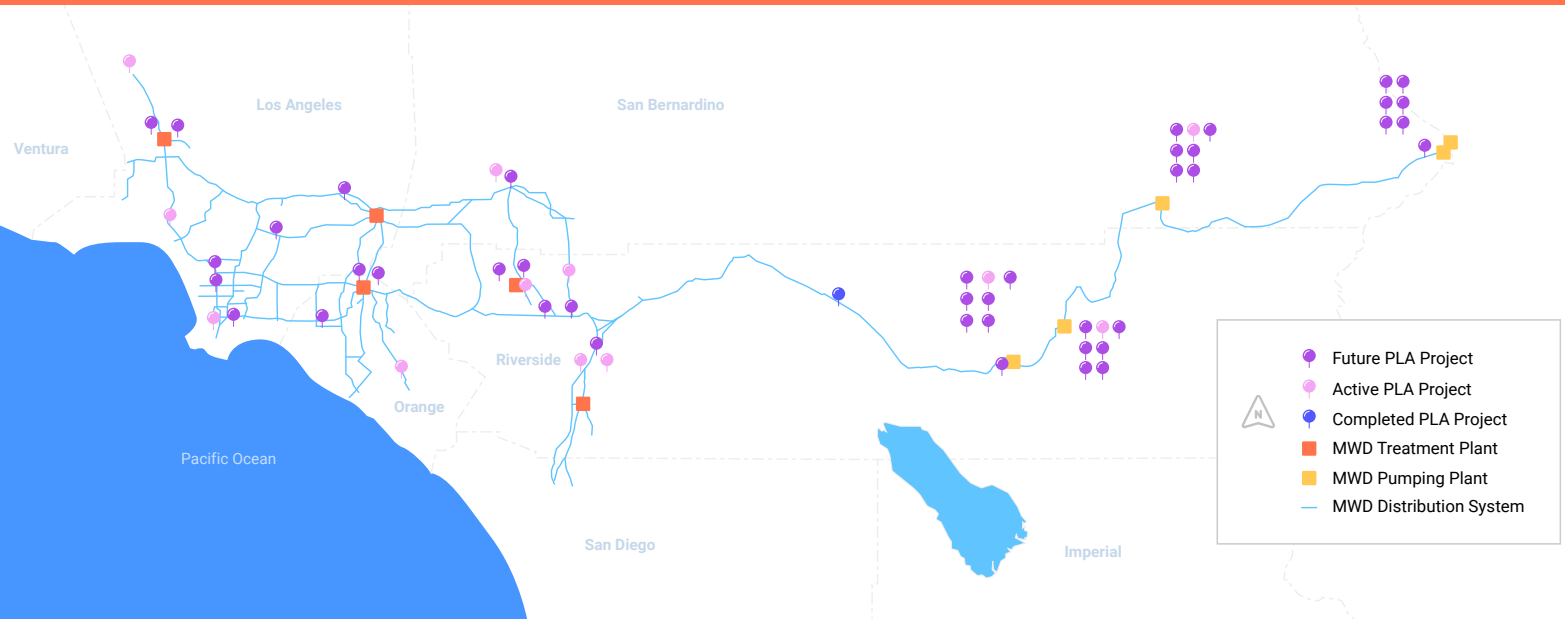 Los Angeles
San Bernardino
Ventura
Riverside
Orange
Pacific Ocean
San Diego
Imperial
N
Future PLA Project
Active PLA Project
Completed PLA Project
MWD Treatment Plant
MWD Pumping Plant
MWD Distribution System